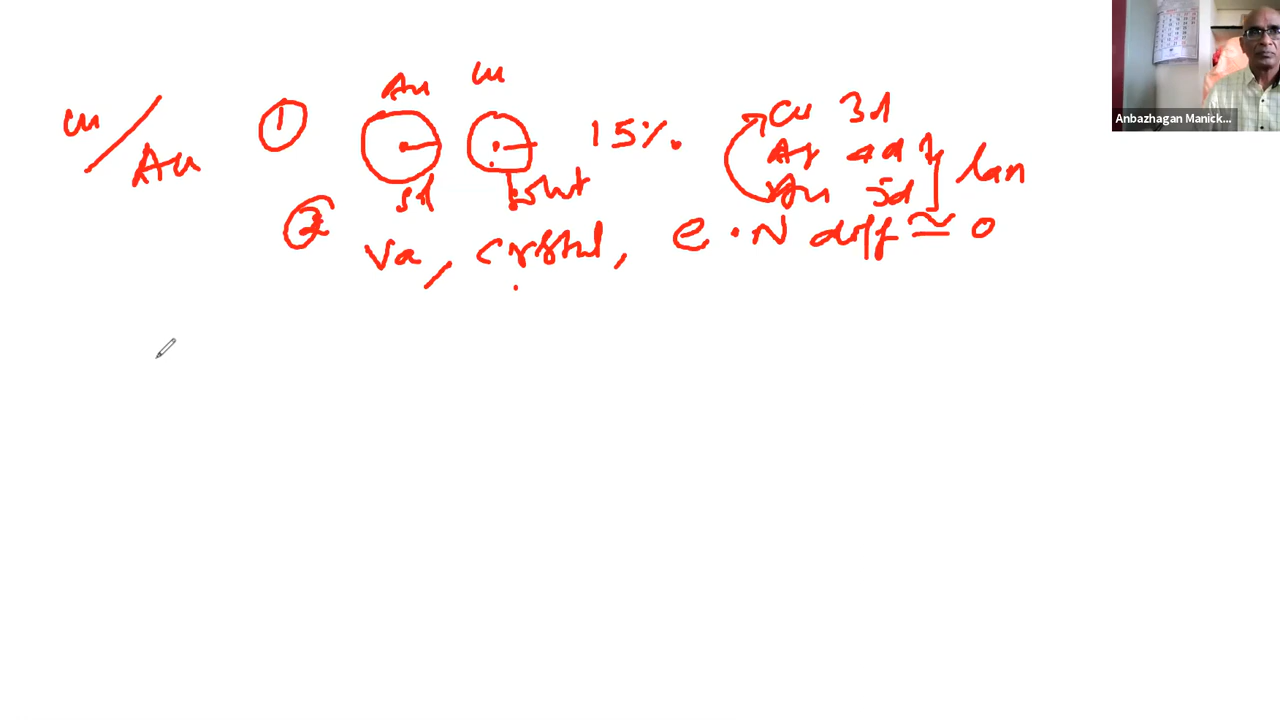 Au Cu
Cu / Au ① 15%. Cu 3d
Ag 4d
Au 5d lan
②
Va, crystal, e.N diff ≅ 0
Anbazhagan Manick...